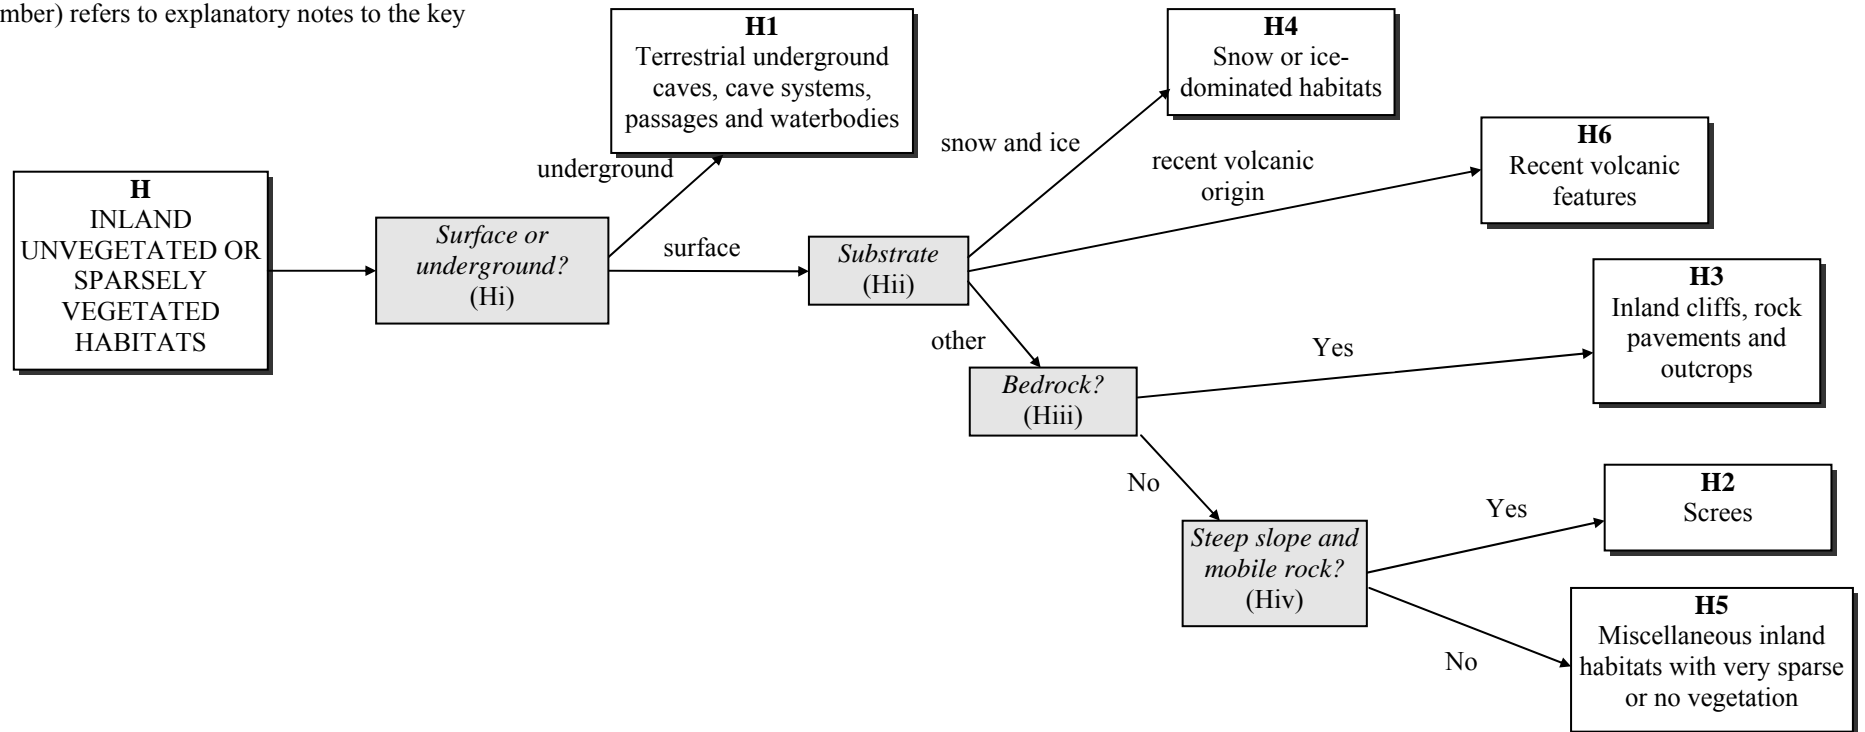 mber) refers to explanatory notes to the key
H
INLAND
UNVEGETATED OR
SPARSELY
VEGETATED
HABITATS
Surface or
underground?
(Hi)
underground
H1
Terrestrial underground
caves, cave systems,
passages and waterbodies
surface
Substrate
(Hii)
snow and ice
H4
Snow or ice-
dominated habitats
recent volcanic
origin
H6
Recent volcanic
features
other
Bedrock?
(Hiii)
Yes
H3
Inland cliffs, rock
pavements and
outcrops
No
Steep slope and
mobile rock?
(Hiv)
Yes
H2
Screes
No
H5
Miscellaneous inland
habitats with very sparse
or no vegetation